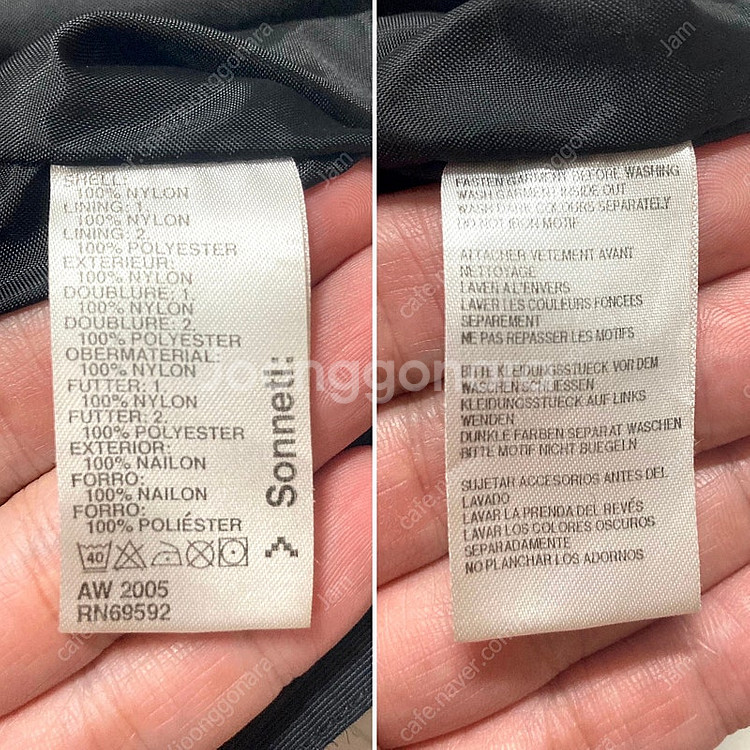 SHELL:
100% NYLON
LINING: 1.
100% NYLON
LINING: 2.
100% POLYESTER
EXTERIEUR:
100% NYLON
DOUBLURE: 1.
100% NYLON
DOUBLURE: 2.
100% POLYESTER
OBERMATERIAL:
100% NYLON
FUTTER: 1.
100% NYLON
FUTTER: 2.
100% POLYESTER
EXTERIOR:
100% NAILON
FORRO:
100% NAILON
FORRO:
100% POLIÉSTER
40
AW 2005
RN69592
Sonneti:
FASTEN GARMENT BEFORE WASHING
WASH GARMENT INSIDE OUT
WASH DARK COLOURS SEPARATELY
DO NOT IRON MOTIF
ATTACHER VETEMENT AVANT
NETTOYAGE
LAVER A L'ENVERS
LAVER LES COULEURS FONCEES
SEPAREMENT
NE PAS REPASSER LES MOTIFS
BITTE KLEIDUNGSSTUECK VOR DEM
WASCHEN SCHLIESSEN
KLEIDUNGSSTUECK AUF LINKS
WENDEN
DUNKLE FARBEN SEPARAT WASCHEN
BITTE MOTIF NICHT BUEGELN
SUJETAR ACCESORIOS ANTES DEL
LAVADO
LAVAR LA PRENDA DEL REVÉS
LAVAR LOS COLORES OSCUROS
SEPARADAMENTE
NO PLANCHAR LOS ADORNOS
joonggonara
Jam
cafe.naver.com